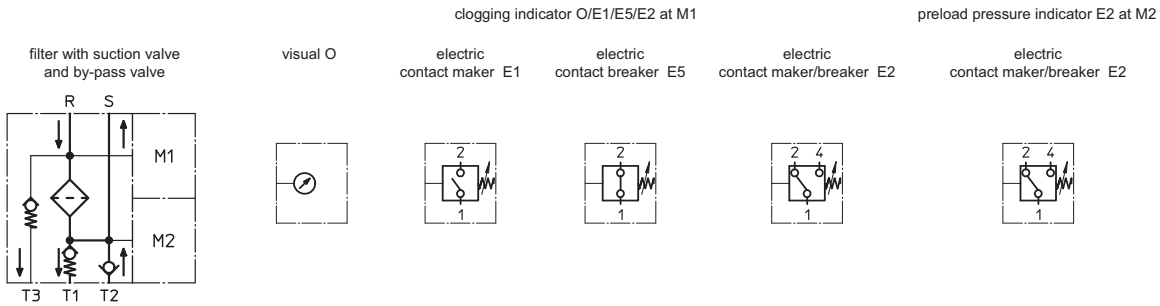 clogging indicator O/E1/E5/E2 at M1
preload pressure indicator E2 at M2
filter with suction valve
and by-pass valve
visual O
electric
contact maker E1
electric
contact breaker E5
electric
contact maker/breaker E2
electric
contact maker/breaker E2
R S
M1
M2
T3 T1 T2
2
1
2
1
2 4
1
2 4
1